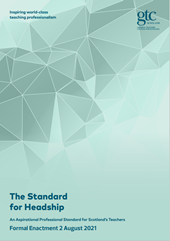 Inspiring world-class
teaching professionalism
gtc
The Standard
for Headship
An Aspirational Professional Standard for Scotland's Teachers
Formal Enactment 2 August 2021